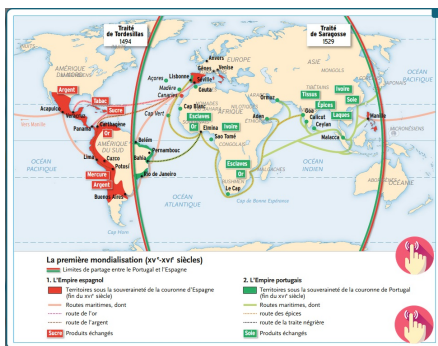 Traité
de Tordesillas
1494
Traité
de Saragosse
1529
Anvers
EUROPE
Gênes
Venise
ASIE
MONGOLS
OCÉAN
PACIFIQUE
AMÉRIQUE
DU NORD
Açores
Lisbonne
Séville
Madère
Ceuta
Canaries
Argent
Acapulco
Veracruz
Tabac
Sucre
Carthagène
Panama
Or
Cap Vert
Cap Blanc
AFRIQUE
Esclaves
Or
Elmina
Ivoire
Sao Tomé
CONGOLAIS
Ormuz
Aden
Tissus
Épices
Ivoire
Soie
Laques
Goa
Calicut
Ceylan
Malacca
Manille
AMÉRIQUE
DU SUD
Lima
Cuzco
Potosi
Mercure
Argent
Buenos Aires
Belém
Pernambouc
Bahia
Rio de Janeiro
Esclaves
Or
Le Cap
Cap de Bonne Espérance
OCÉAN
PACIFIQUE
OCÉAN
ATLANTIQUE
OCÉAN
INDIEN
OCÉANIE
Cap Horn
La première mondialisation (XVe-XVIe siècles)
Limites de partage entre le Portugal et l'Espagne
1. L'Empire espagnol
Territoires sous la souveraineté de la couronne d'Espagne
(fin du XVIe siècle)
Routes maritimes, dont
route de l'or
route de l'argent
Sucre Produits échangés
2. L'Empire portugais
Territoires sous la souveraineté de la couronne de Portugal
(fin du XVIe siècle)
Routes maritimes, dont
route des épices
route de la traite négrière
Soie Produits échangés